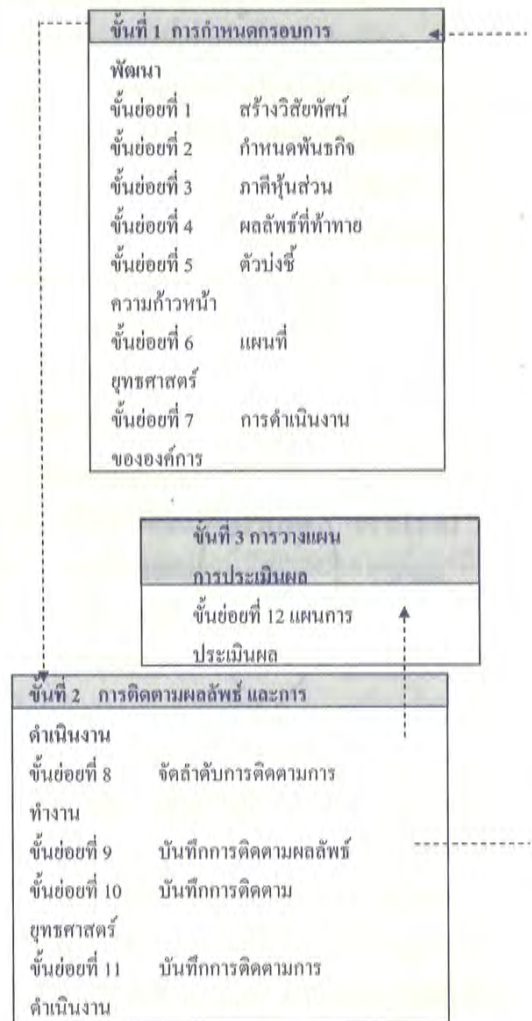 ขั้นที่ 1 การกำหนดกรอบการ
พัฒนา
ขั้นย่อยที่ 1 สร้างวิสัยทัศน์
ขั้นย่อยที่ 2 กำหนดพันธกิจ
ขั้นย่อยที่ 3 ภาคีหุ้นส่วน
ขั้นย่อยที่ 4 ผลลัพธ์ที่ท้าทาย
ขั้นย่อยที่ 5 ตัวบ่งชี้
ความก้าวหน้า
ขั้นย่อยที่ 6 แผนที่
ยุทธศาสตร์
ขั้นย่อยที่ 7 การดำเนินงาน
ขององค์การ
ขั้นที่ 3 การวางแผน
การประเมินผล
ขั้นย่อยที่ 12 แผนการ
ประเมินผล
ขั้นที่ 2 การติดตามผลลัพธ์ และการ
ดำเนินงาน
ขั้นย่อยที่ 8 จัดลำดับการติดตามการ
ทำงาน
ขั้นย่อยที่ 9 บันทึกการติดตามผลลัพธ์
ขั้นย่อยที่ 10 บันทึกการติดตาม
ยุทธศาสตร์
ขั้นย่อยที่ 11 บันทึกการติดตามการ
ดำเนินงาน